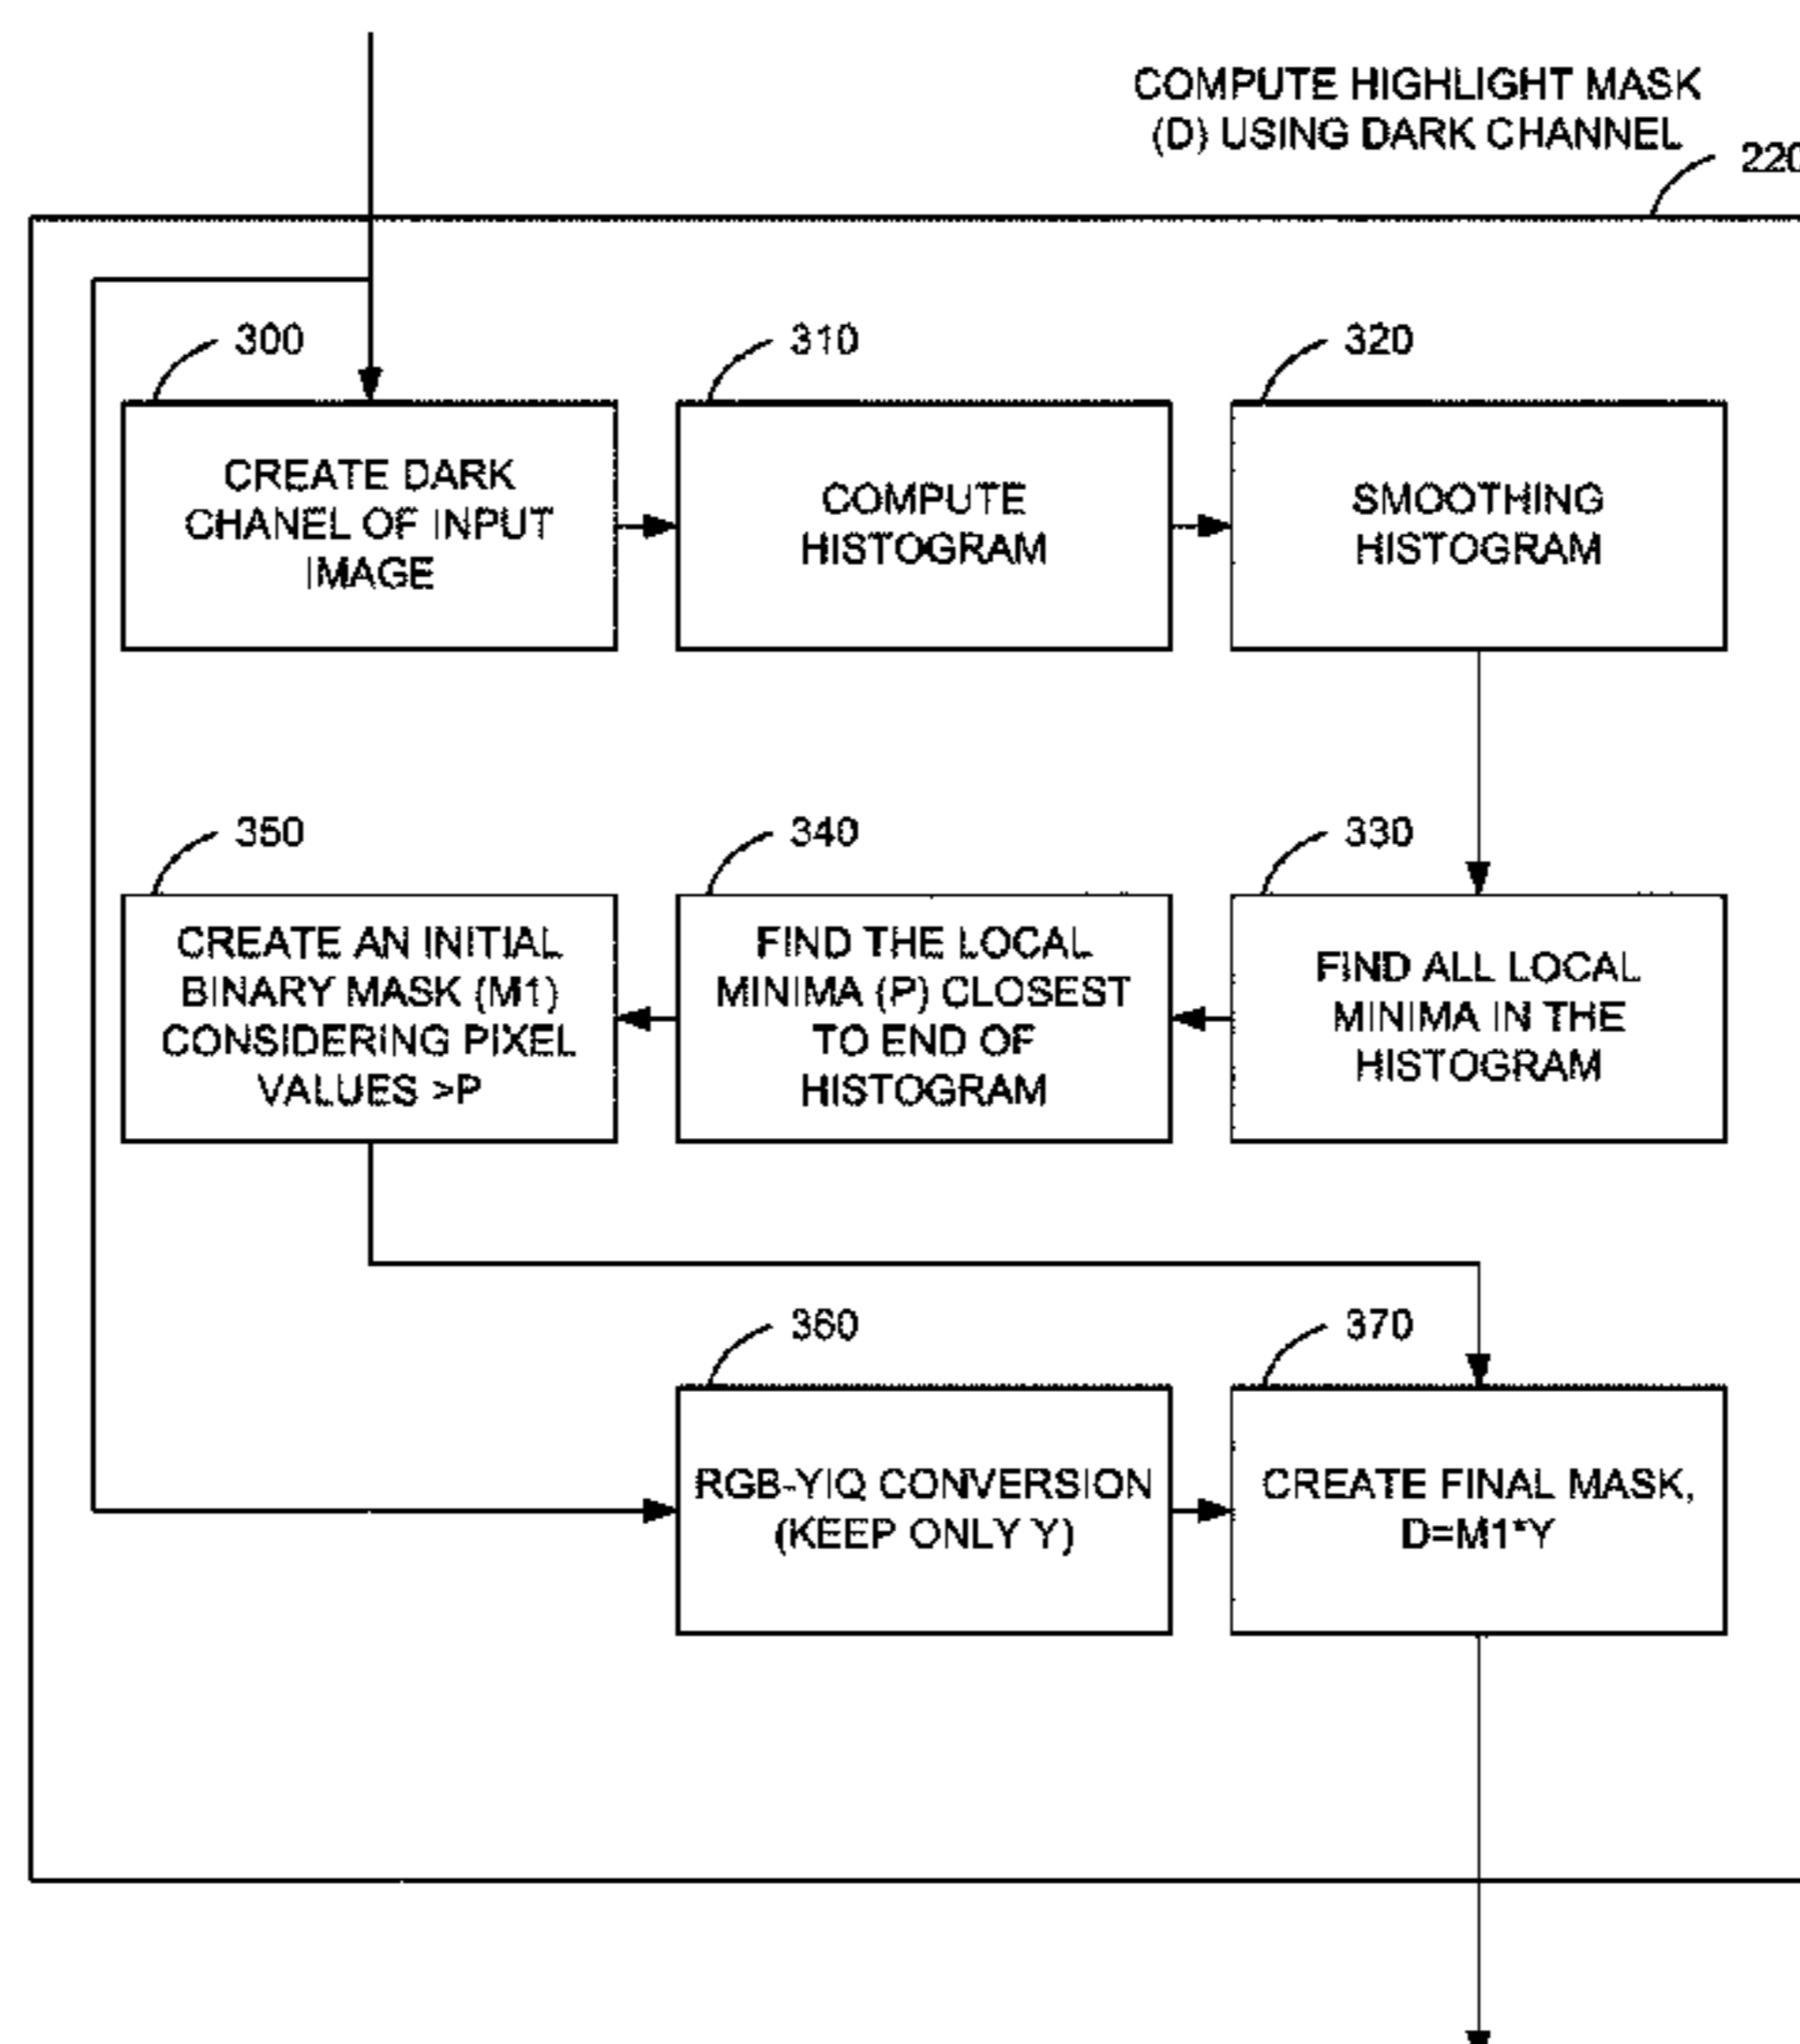 COMPUTE HIGHLIGHT MASK
(D) USING DARK CHANNEL
220
300
310
320
CREATE DARK
CHANEL OF INPUT
IMAGE
COMPUTE
HISTOGRAM
SMOOTHING
HISTOGRAM
350
340
330
CREATE AN INITIAL
BINARY MASK (M1)
CONSIDERING PIXEL
VALUES >P
FIND THE LOCAL
MINIMA (P) CLOSEST
TO END OF
HISTOGRAM
FIND ALL LOCAL
MINIMA IN THE
HISTOGRAM
360
370
RGB-YIQ CONVERSION
(KEEP ONLY Y)
CREATE FINAL MASK,
D=M1*Y